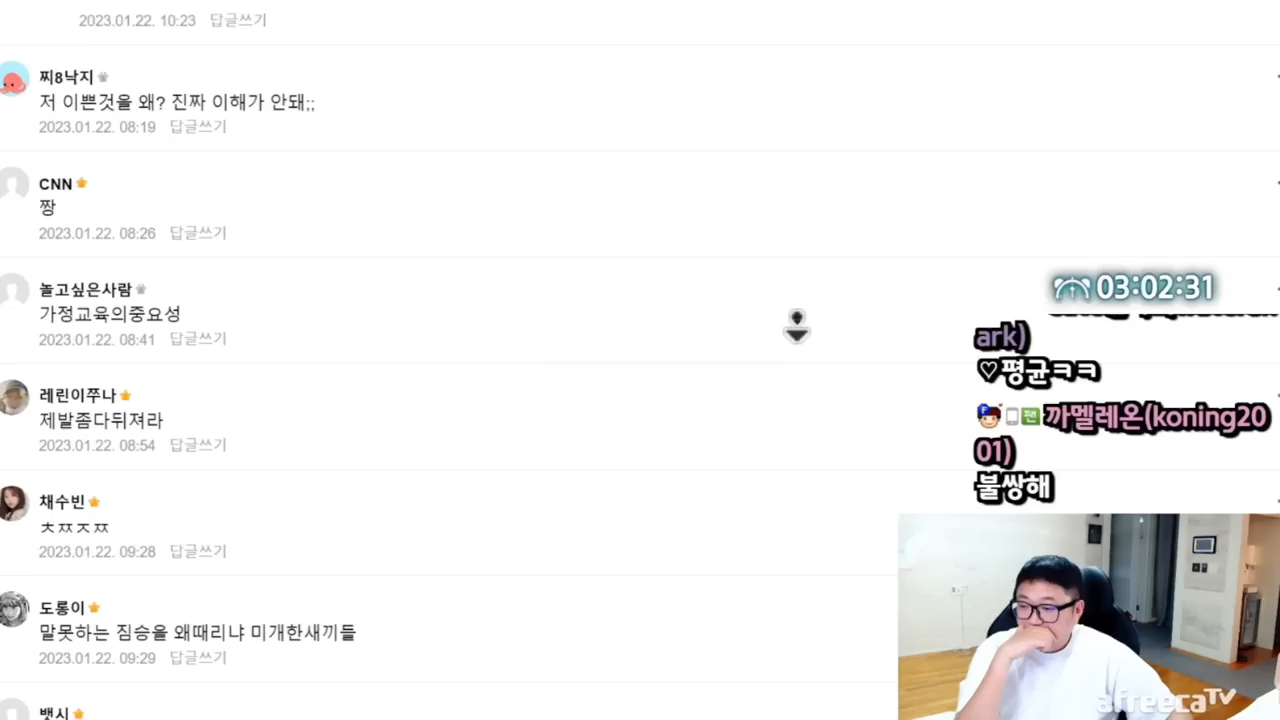 2023.01.22. 10:23 답글쓰기
찌8낙지
저 이쁜것을 왜? 진짜 이해가 안돼;;
2023.01.22. 08:19 답글쓰기
CNN
짱
2023.01.22. 08:26 답글쓰기
놀고싶은사람
가정교육의중요성
2023.01.22. 08:41 답글쓰기
레린이쭈나
제발좀다뒤져라
2023.01.22. 08:54 답글쓰기
채수빈
ㅊㅉㅈㅉ
2023.01.22. 09:28 답글쓰기
도롱이
말못하는 짐승을 왜때리냐 미개한새끼들
2023.01.22. 09:29 답글쓰기
뱃시
03:02:31
ark)
♡평균ㅋㅋ
F 팬 까멜레온(koning20
01)
불쌍해
afreecaTV